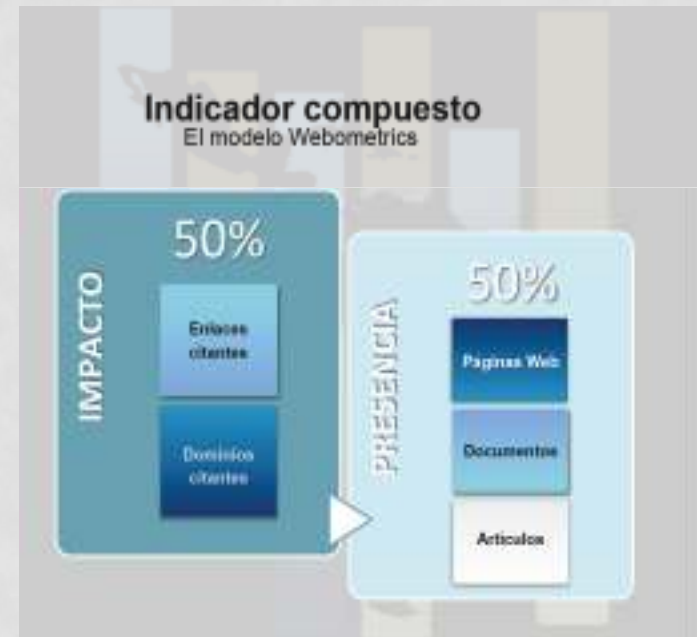 Indicador compuesto
El modelo Webometrics
IMPACTO
50%
Enlaces
citantes
Dominios
citantes
PRESENCIA
50%
Paginas Web
Documentos
Articulos